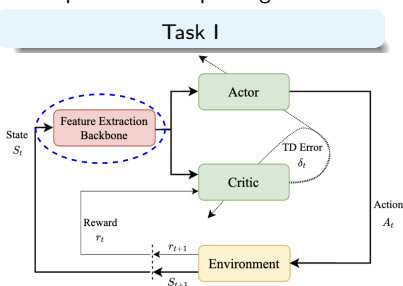 Task I
Actor
Feature Extraction
Backbone
State
S_t
TD Error
δ_t
Critic
Action
A_t
Reward
r_t
r_{t+1}
Environment
S_{t+1}